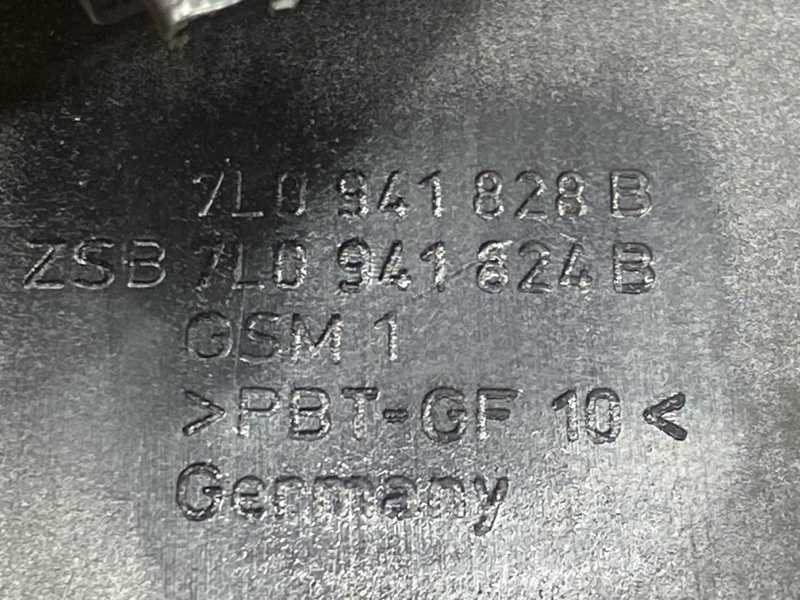 7L0 941 828 B
ZSB 7L0 941 824 B
GSM 1
>PBT-GF 10<
Germany